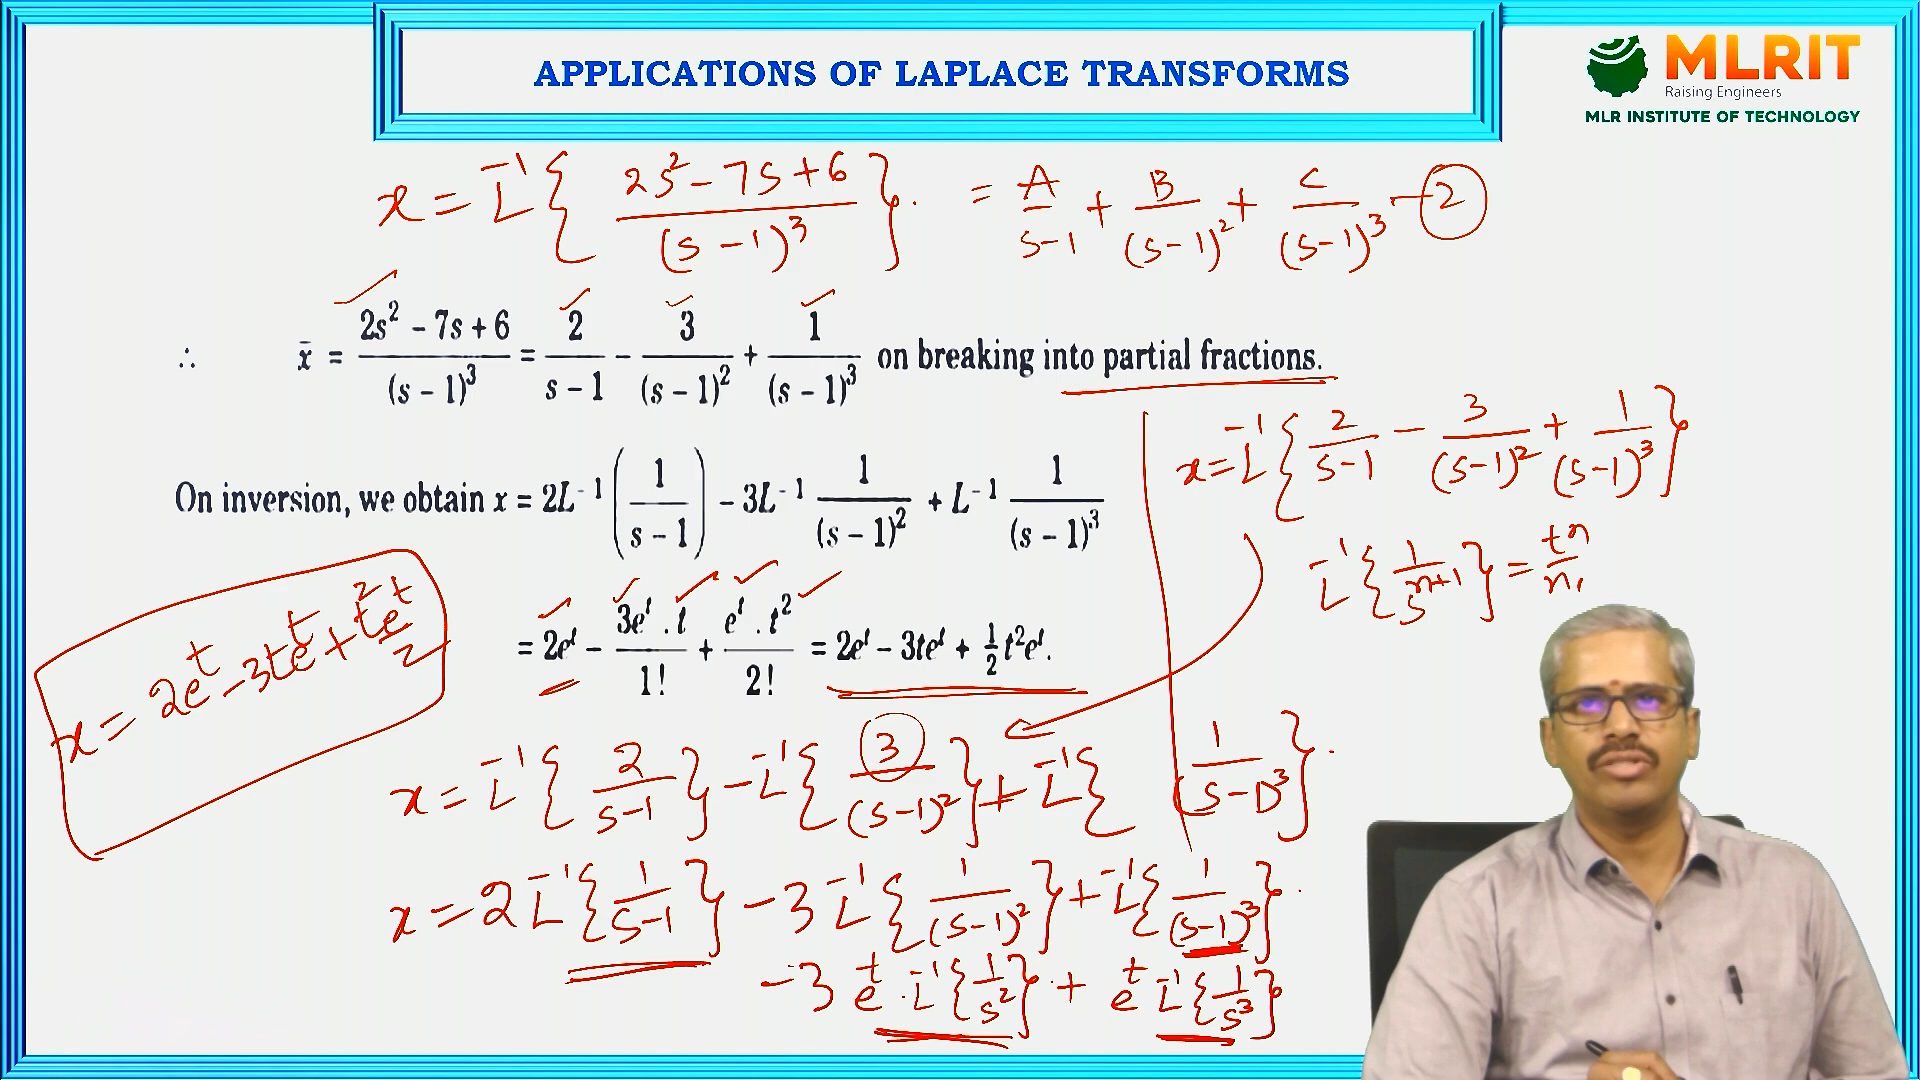 APPLICATIONS OF LAPLACE TRANSFORMS
MLRIT
Raising Engineers
MLR INSTITUTE OF TECHNOLOGY
x = L⁻¹{ (2s² - 7s + 6)/(s-1)³ }. = A/(s-1) + B/(s-1)² + C/(s-1)³ - ②
∴ x̄ = (2s² - 7s + 6)/(s - 1)³ = 2/(s - 1) - 3/(s - 1)² + 1/(s - 1)³ on breaking into partial fractions.
x = L⁻¹{ 2/(s-1) - 3/(s-1)² + 1/(s-1)³ }
On inversion, we obtain x = 2L⁻¹(1/(s - 1)) - 3L⁻¹ 1/(s - 1)² + L⁻¹ 1/(s - 1)³
L⁻¹{ 1/sⁿ⁺¹ } = tⁿ/n!
= 2eᵗ - 3eᵗ . t/1! + eᵗ . t²/2! = 2eᵗ - 3teᵗ + ½ t²eᵗ.
x = 2eᵗ - 3teᵗ + t²eᵗ/2
x = L⁻¹{ 2/(s-1) } - L⁻¹{ 3/(s-1)² } + L⁻¹{ 1/(s-1)³ }.
x = 2 L⁻¹{ 1/(s-1) } - 3 L⁻¹{ 1/(s-1)² } + L⁻¹{ 1/(s-1)³ }.
- 3 eᵗ . L⁻¹{ 1/s² } + eᵗ L⁻¹{ 1/s³ }